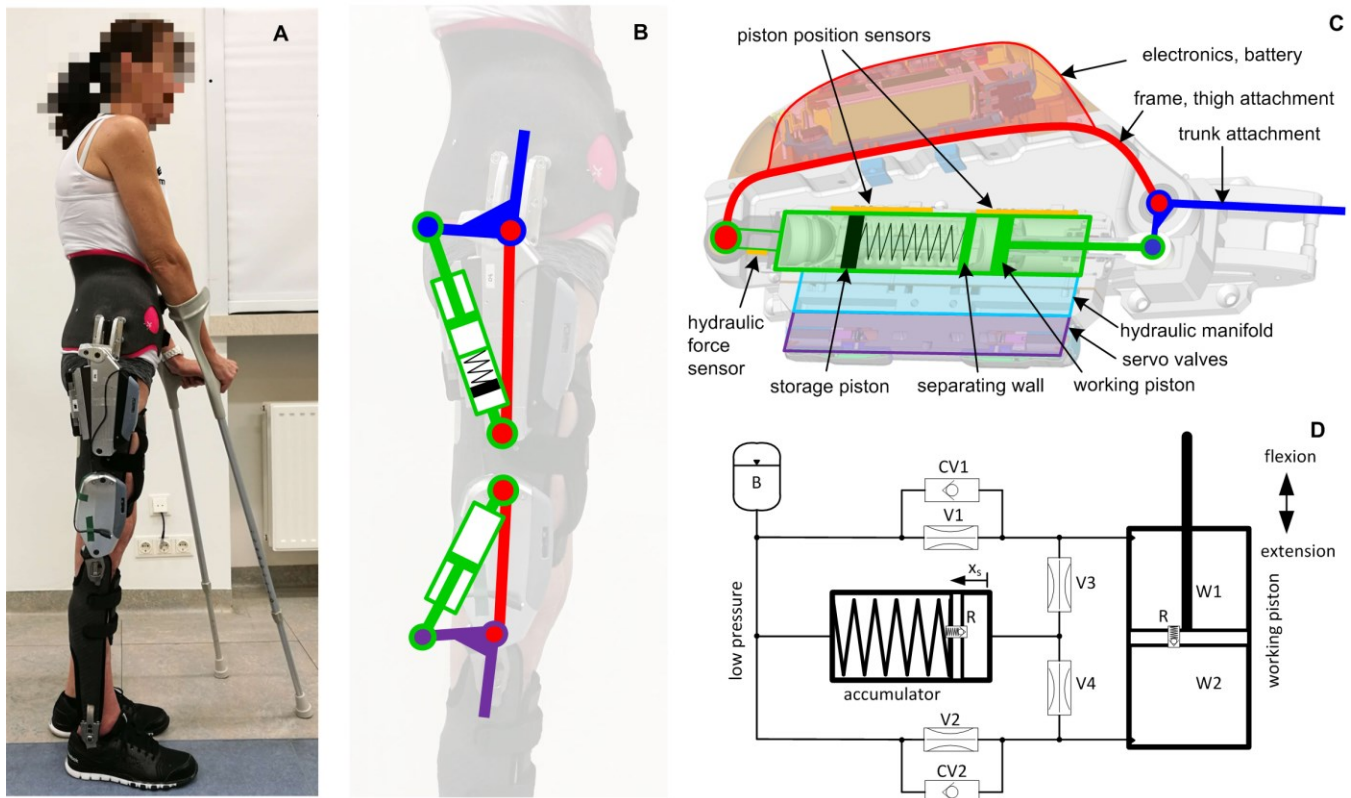 A
B
C
piston position sensors
electronics, battery
frame, thigh attachment
trunk attachment
hydraulic
force
sensor
storage piston
separating wall
working piston
hydraulic manifold
servo valves
D
B
CV1
V1
flexion
extension
V3
xs
R
W1
R
low pressure
accumulator
V4
W2
working piston
V2
CV2